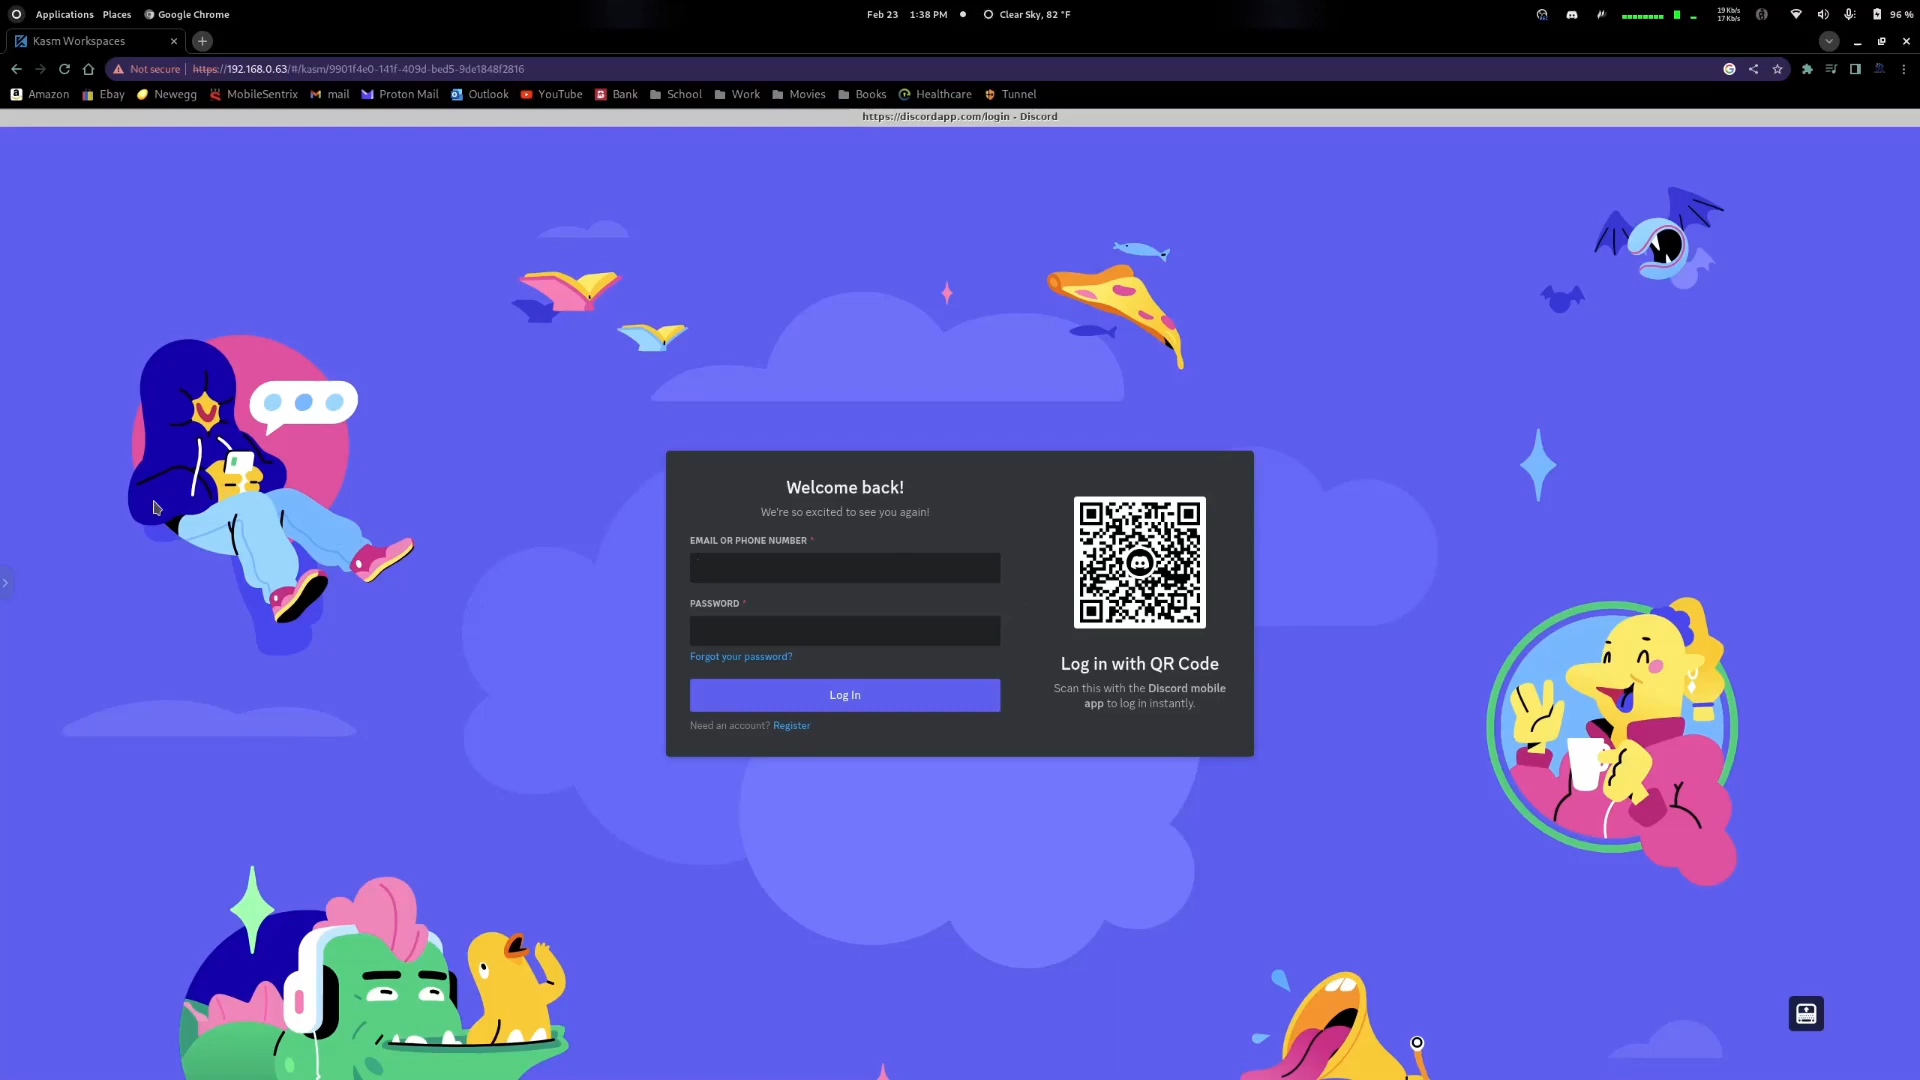 Applications Places Google Chrome Feb 23 1:38 PM Clear Sky, 82 °F 19 Kb/s 17 Kb/s 96 %
Kasm Workspaces
Not secure https://192.168.0.63/#/kasm/9901f4e0-141f-409d-bed5-9de1848f2816
Amazon Ebay Newegg MobileSentrix mail Proton Mail Outlook YouTube Bank School Work Movies Books Healthcare Tunnel
https://discordapp.com/login - Discord
Welcome back!
We're so excited to see you again!
EMAIL OR PHONE NUMBER *
PASSWORD *
Forgot your password?
Log In
Need an account? Register
Log in with QR Code
Scan this with the Discord mobile
app to log in instantly.